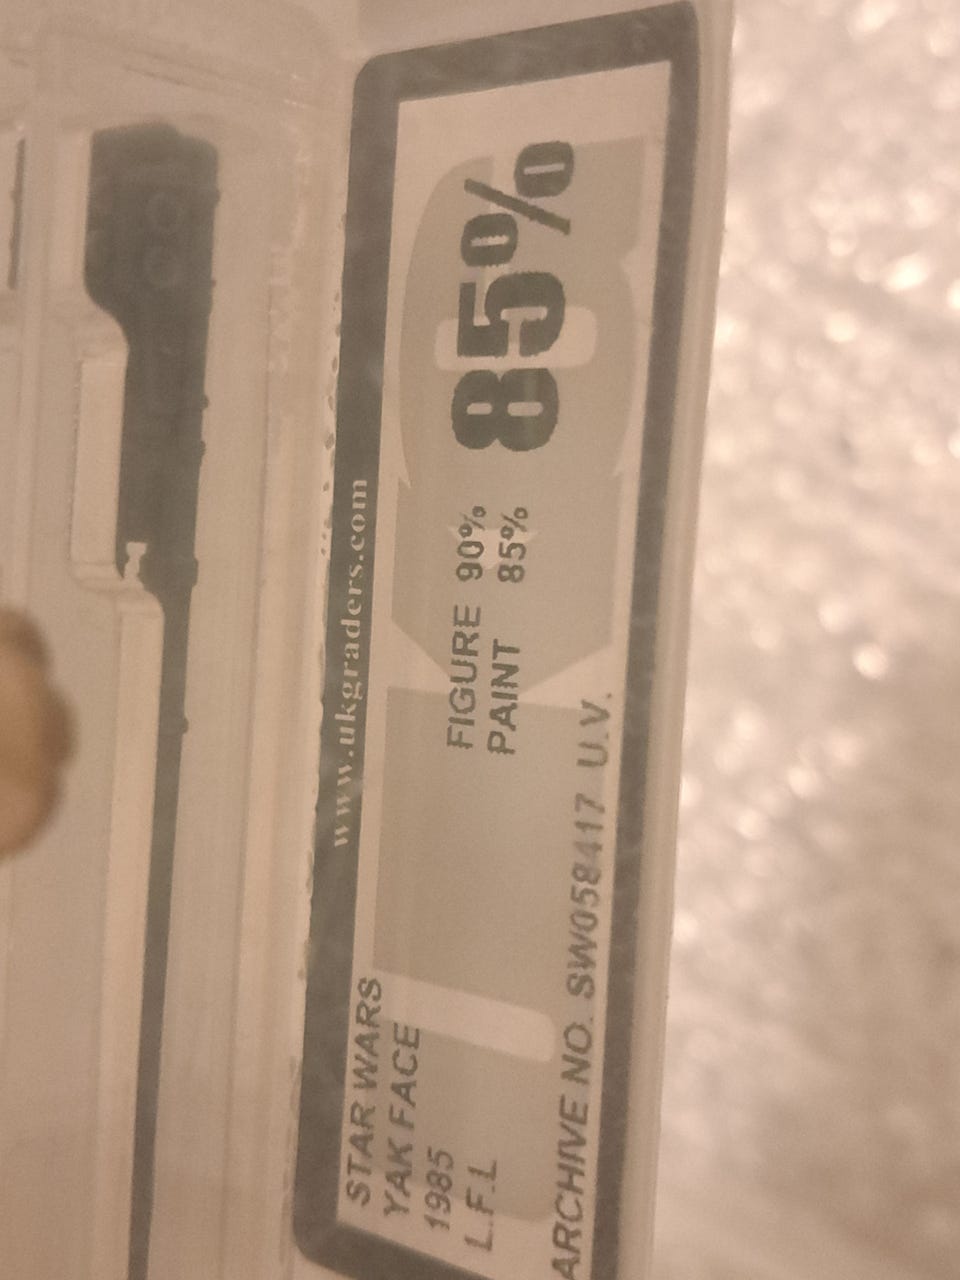 www.ukgraders.com
STAR WARS
YAK FACE
1985
L.F.L
FIGURE 90%
PAINT 85%
85%
ARCHIVE NO. SW058417 U.V.